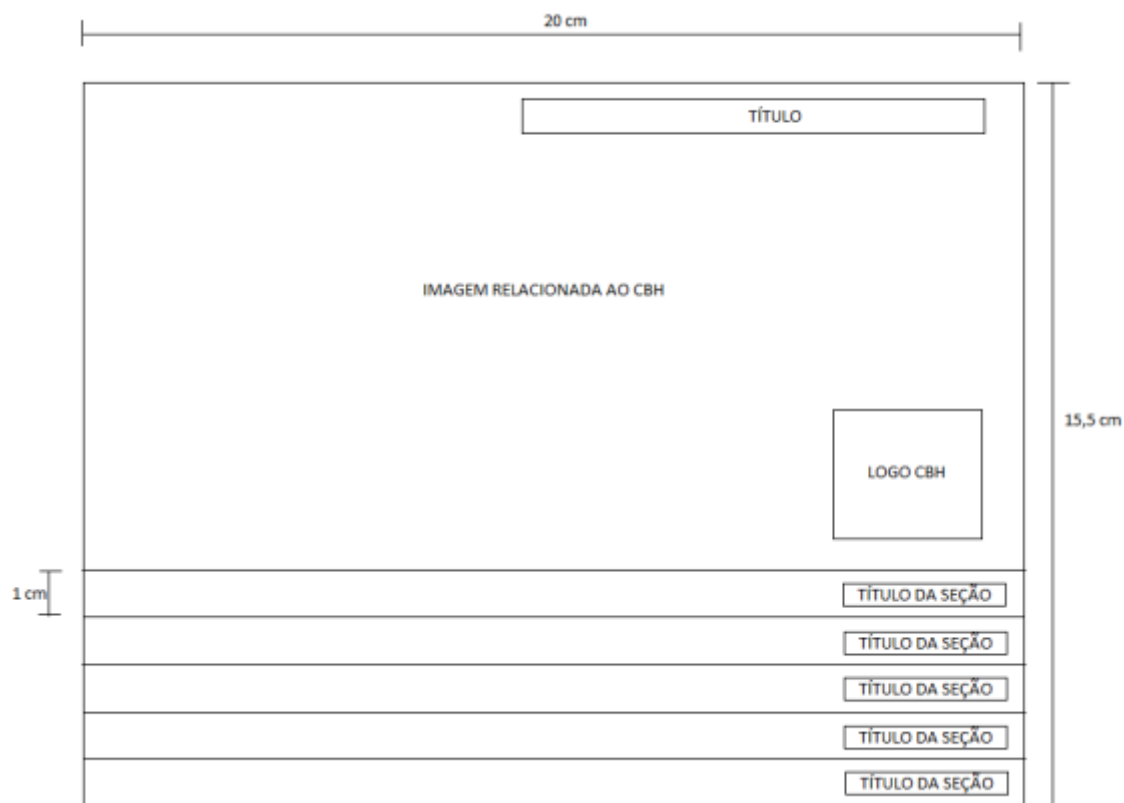 20 cm
TÍTULO
IMAGEM RELACIONADA AO CBH
15,5 cm
LOGO CBH
1 cm
TÍTULO DA SEÇÃO
TÍTULO DA SEÇÃO
TÍTULO DA SEÇÃO
TÍTULO DA SEÇÃO
TÍTULO DA SEÇÃO